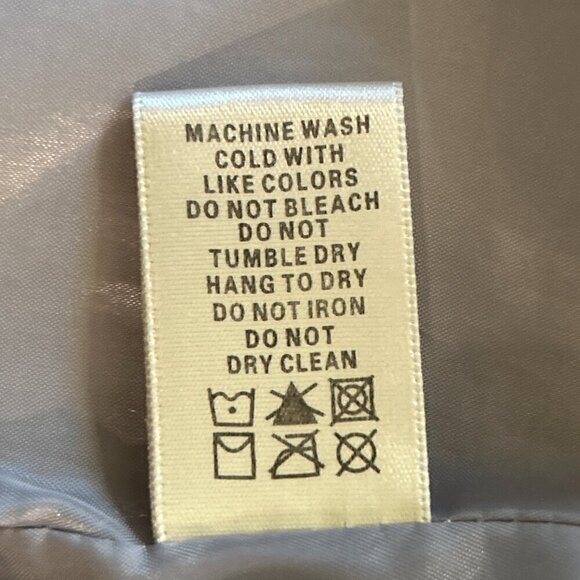 MACHINE WASH
COLD WITH
LIKE COLORS
DO NOT BLEACH
DO NOT
TUMBLE DRY
HANG TO DRY
DO NOT IRON
DO NOT
DRY CLEAN